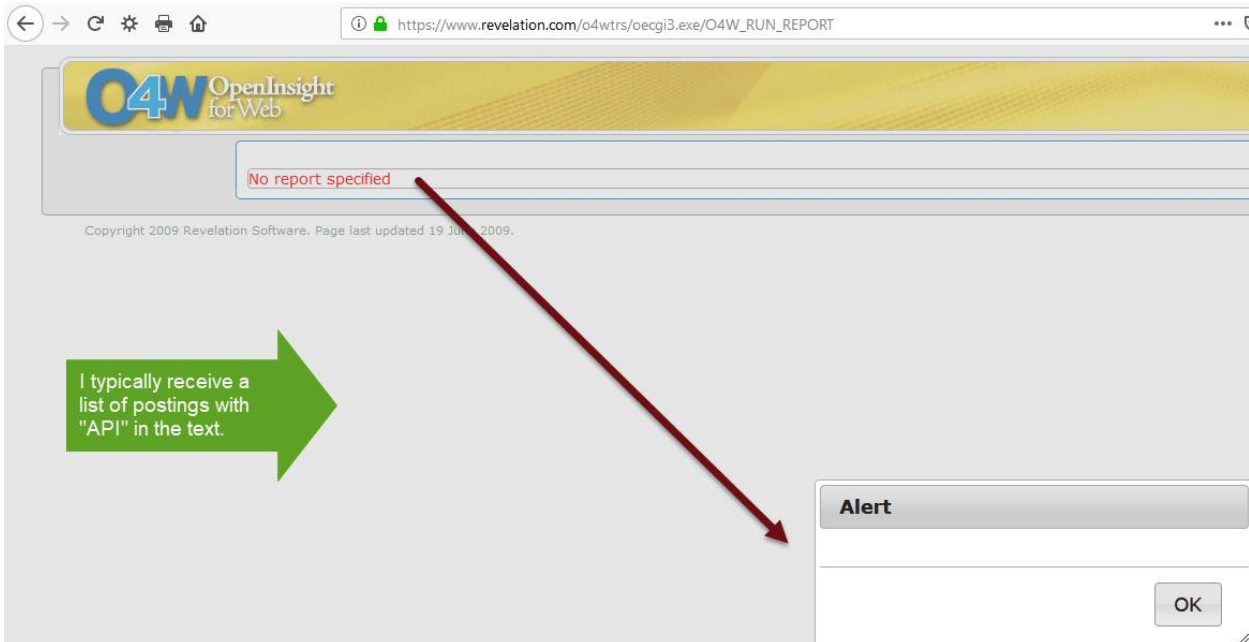 https://www.revelation.com/o4wtrs/oecgi3.exe/O4W_RUN_REPORT
O4W OpenInsight
for Web
No report specified
Copyright 2009 Revelation Software. Page last updated 19 June 2009.
I typically receive a
list of postings with
"API" in the text.
Alert
OK